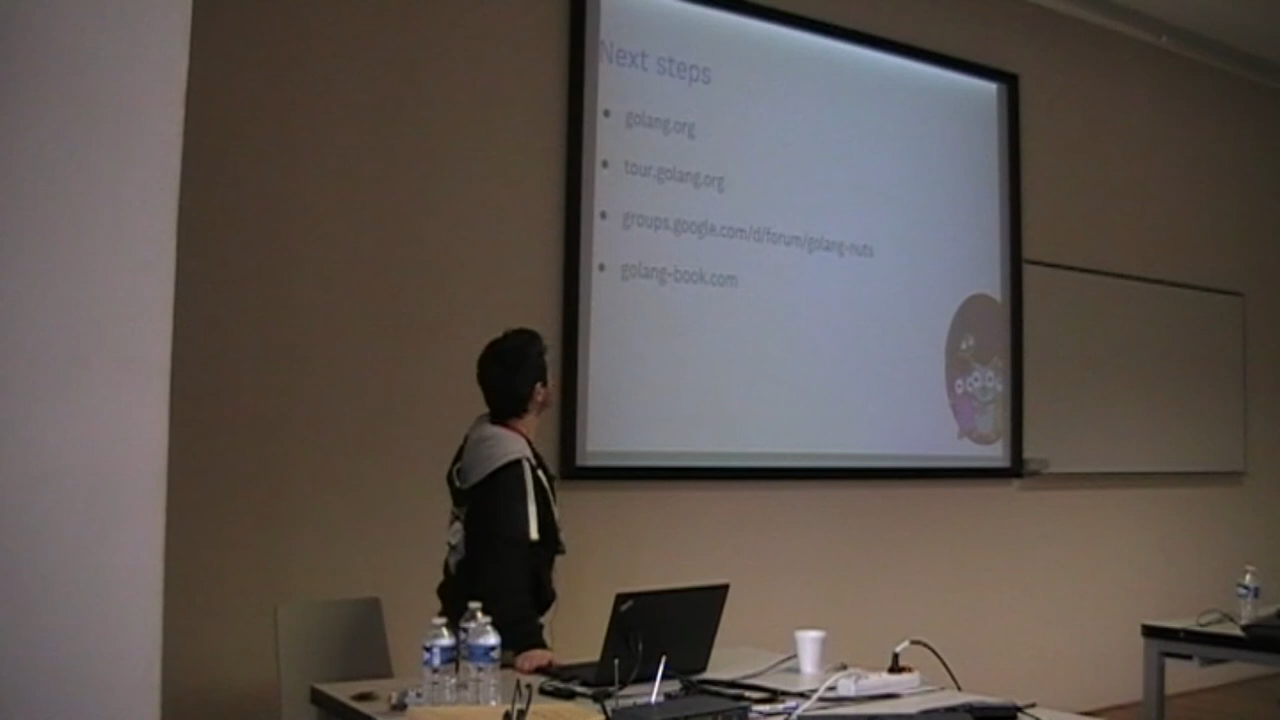 Next steps
golang.org
tour.golang.org
groups.google.com/d/forum/golang-nuts
golang-book.com